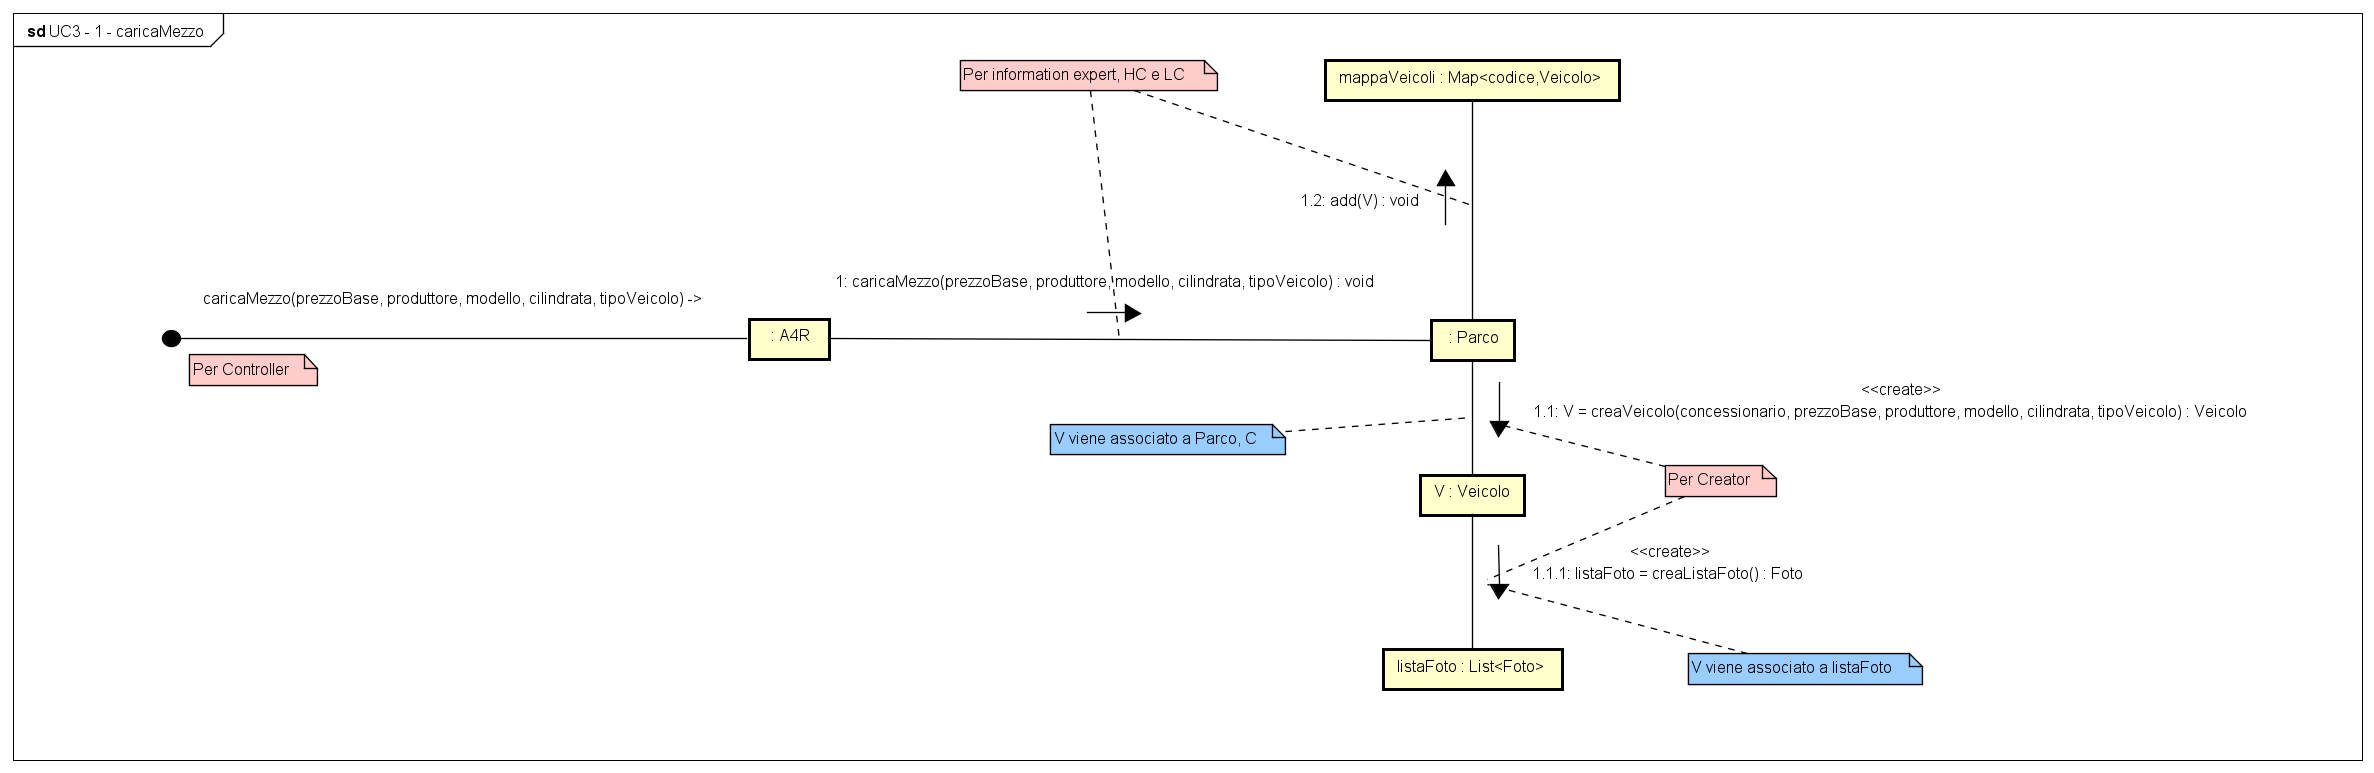 sd UC3 - 1 - caricaMezzo
Per information expert, HC e LC
mappaVeicoli : Map<codice,Veicolo>
1.2: add(V) : void
1: caricaMezzo(prezzoBase, produttore, modello, cilindrata, tipoVeicolo) : void
caricaMezzo(prezzoBase, produttore, modello, cilindrata, tipoVeicolo) ->
: A4R
: Parco
Per Controller
<<create>>
1.1: V = creaVeicolo(concessionario, prezzoBase, produttore, modello, cilindrata, tipoVeicolo) : Veicolo
V viene associato a Parco, C
Per Creator
V : Veicolo
<<create>>
1.1.1: listaFoto = creaListaFoto() : Foto
listaFoto : List<Foto>
V viene associato a listaFoto